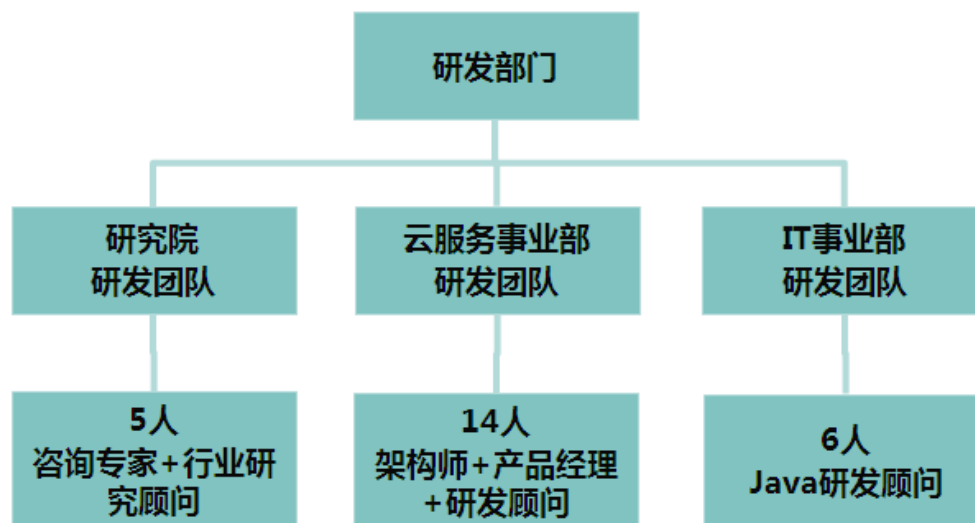 研发部门
研究院
研发团队
云服务事业部
研发团队
IT事业部
研发团队
5人
咨询专家+行业研
究顾问
14人
架构师+产品经理
+研发顾问
6人
Java研发顾问